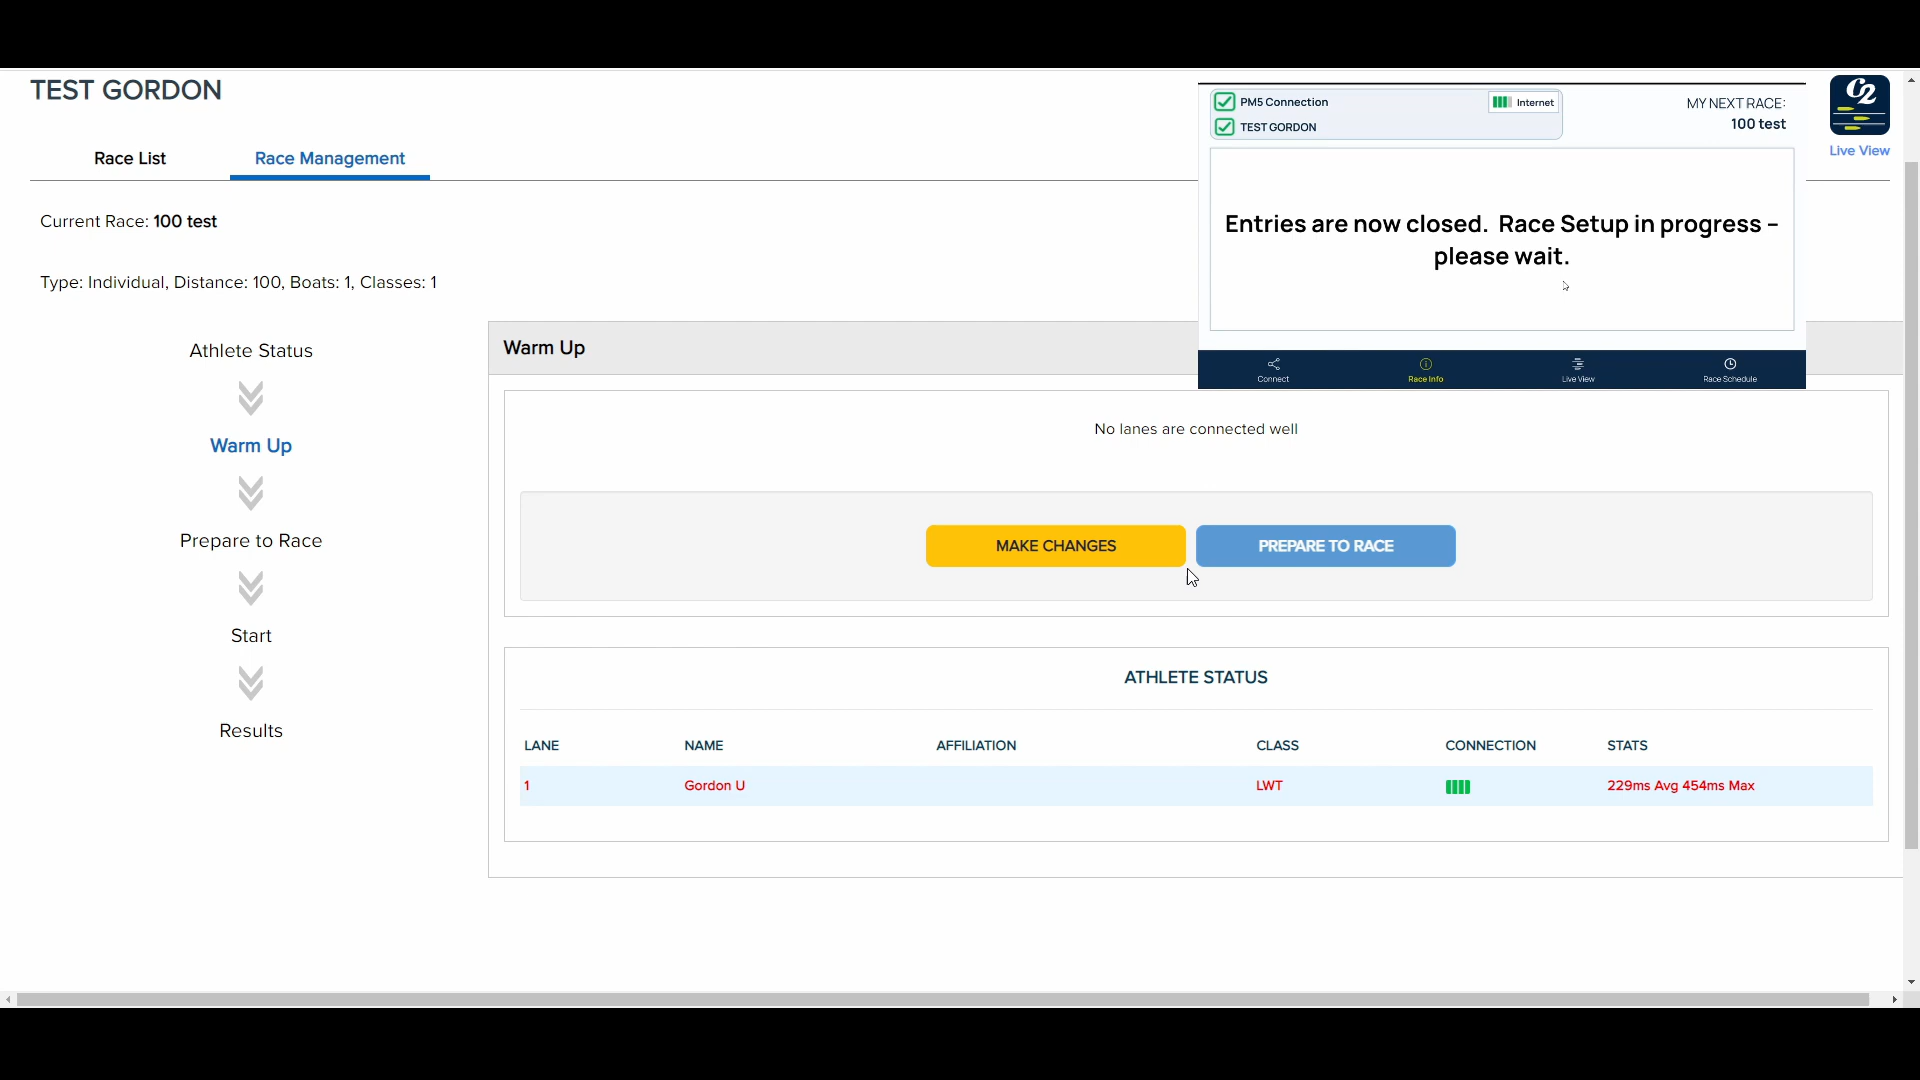 TEST GORDON
Race List
Race Management
Current Race: 100 test
Type: Individual, Distance: 100, Boats: 1, Classes: 1
Athlete Status
Warm Up
Prepare to Race
Start
Results
PM5 Connection
Internet
TEST GORDON
MY NEXT RACE:
100 test
Entries are now closed. Race Setup in progress –
please wait.
Connect
Race Info
Live View
Race Schedule
C2
Live View
Warm Up
No lanes are connected well
MAKE CHANGES
PREPARE TO RACE
ATHLETE STATUS
LANE NAME AFFILIATION CLASS CONNECTION STATS
1 Gordon U LWT 229ms Avg 454ms Max